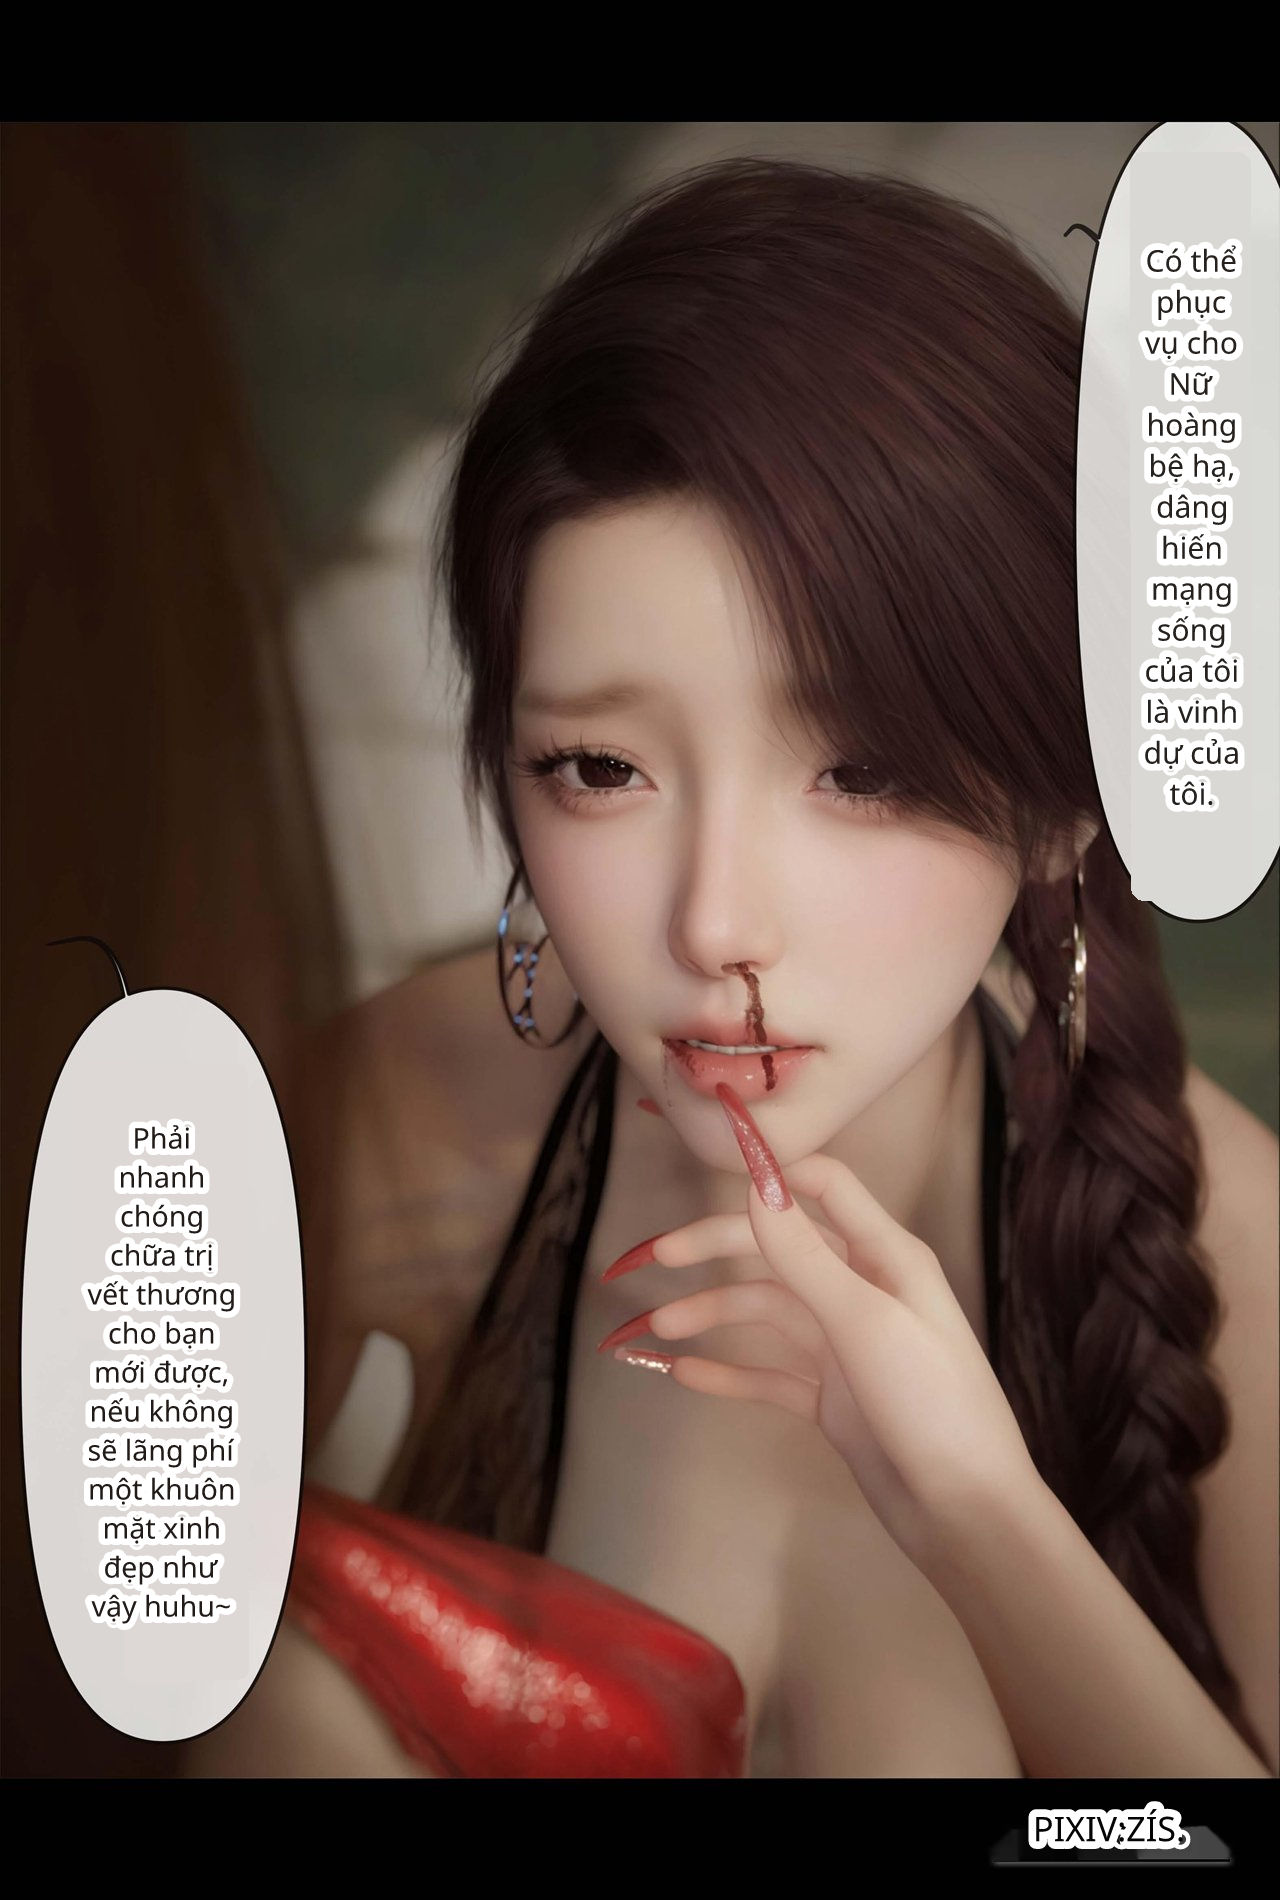 Có thể
phục
vụ cho
Nữ
hoàng
bệ hạ,
dâng
hiến
mạng
sống
của tôi
là vinh
dự của
tôi.
Phải
nhanh
chóng
chữa trị
vết thương
cho bạn
mới được,
nếu không
sẽ lãng phí
một khuôn
mặt xinh
đẹp như
vậy huhu~
PIXIV:ZÍS.